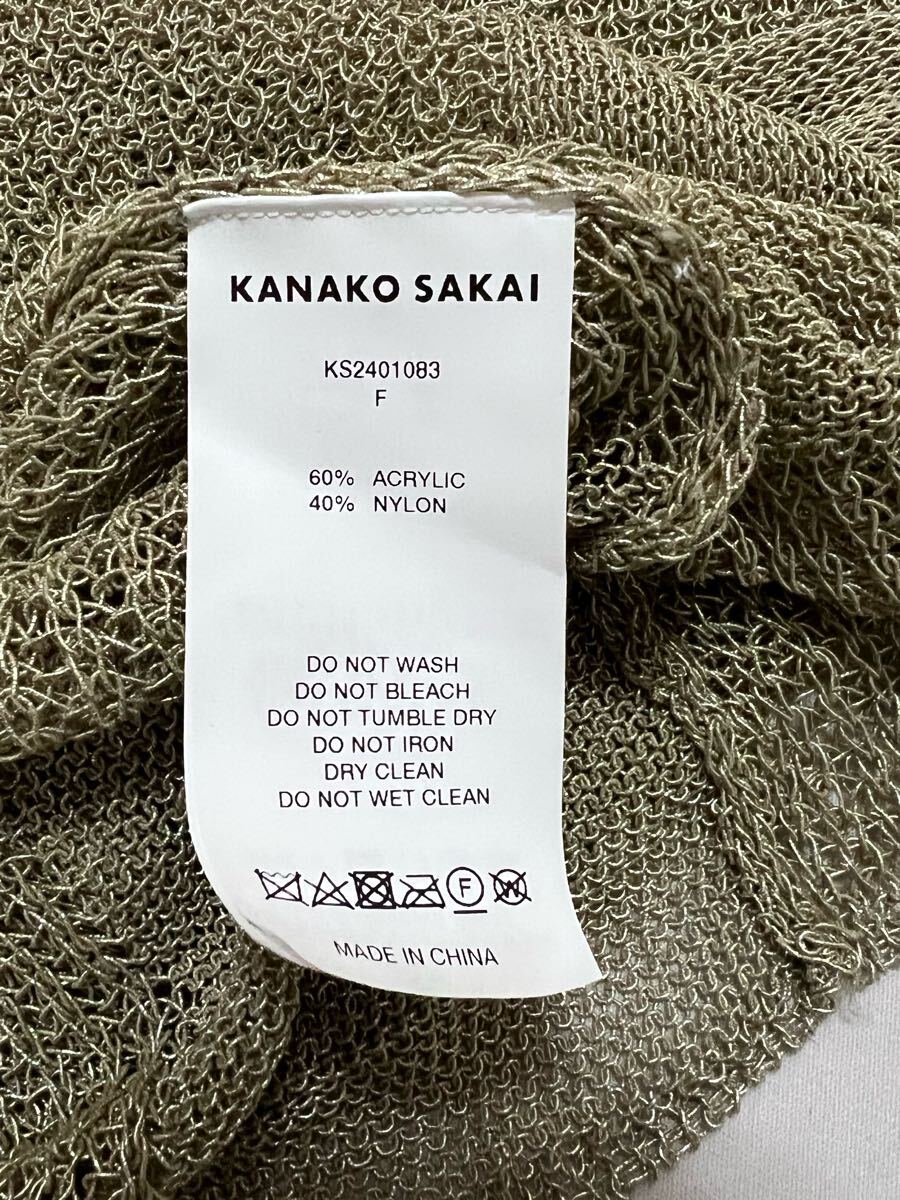 KANAKO SAKAI
KS2401083
F
60% ACRYLIC
40% NYLON
DO NOT WASH
DO NOT BLEACH
DO NOT TUMBLE DRY
DO NOT IRON
DRY CLEAN
DO NOT WET CLEAN
F W
MADE IN CHINA